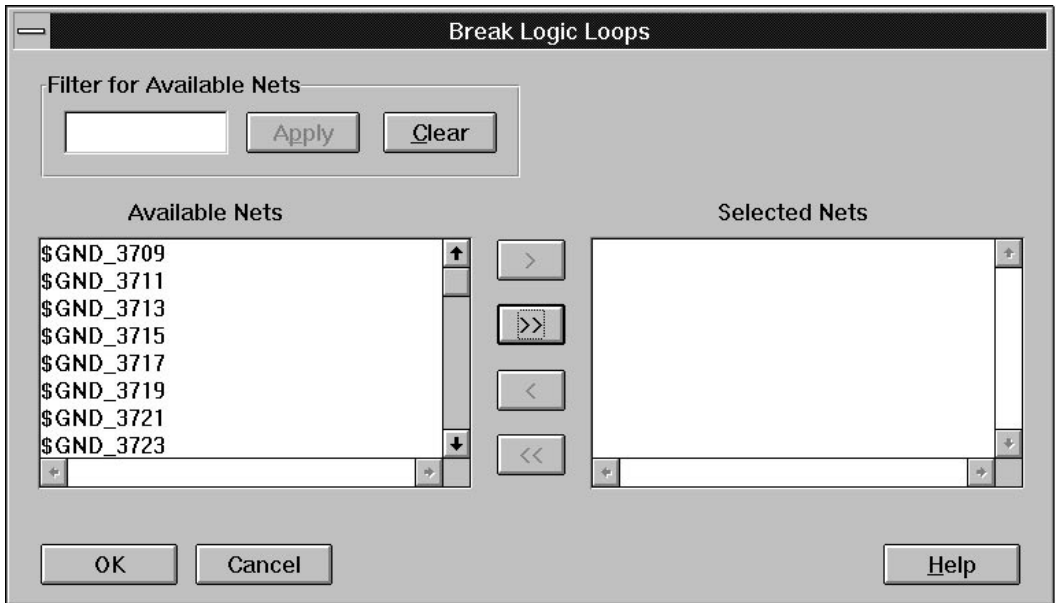 Break Logic Loops
Filter for Available Nets
Apply Clear
Available Nets Selected Nets
$GND_3709
$GND_3711
$GND_3713
$GND_3715
$GND_3717
$GND_3719
$GND_3721
$GND_3723
>
>>
<
<<
OK Cancel Help